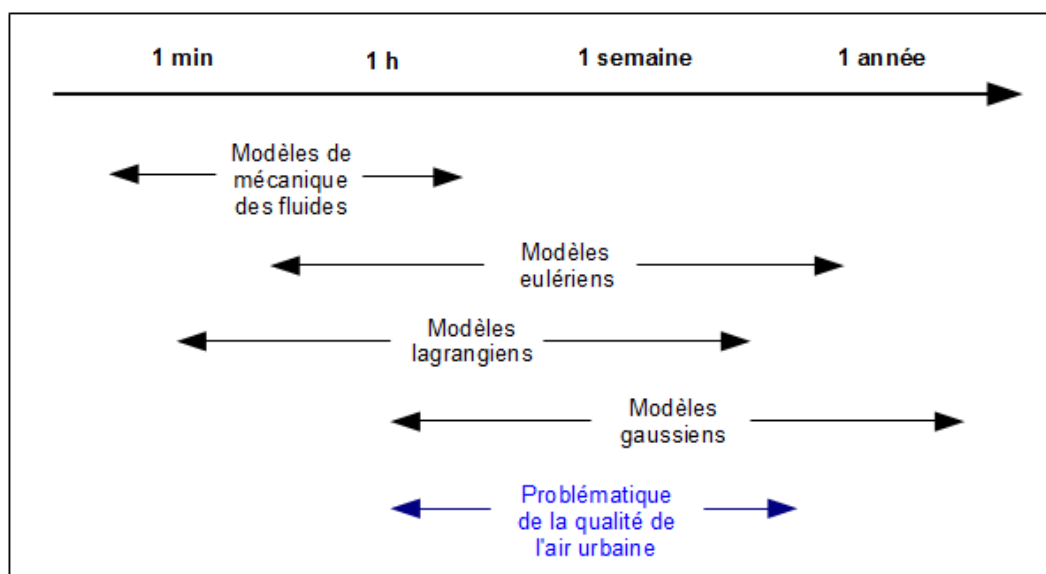 1 min 1 h 1 semaine 1 année
Modèles de
mécanique
des fluides
Modèles
eulériens
Modèles
lagrangiens
Modèles
gaussiens
Problématique
de la qualité de
l'air urbaine